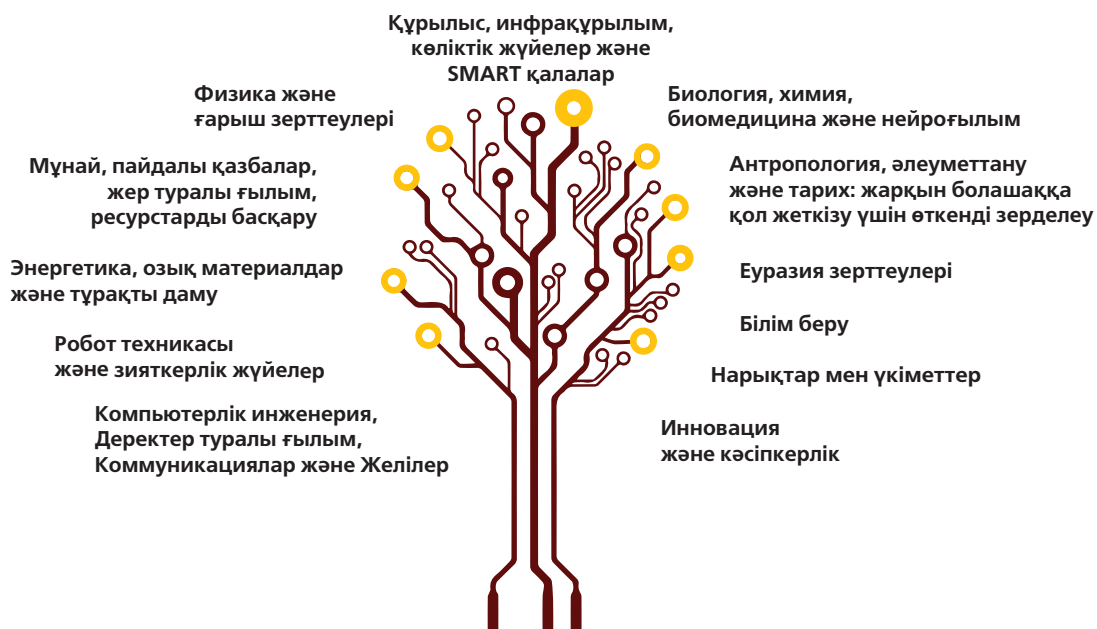 Құрылыс, инфрақұрылым,
көліктік жүйелер және
SMART қалалар
Физика және
ғарыш зерттеулері
Мұнай, пайдалы қазбалар,
жер туралы ғылым,
ресурстарды басқару
Энергетика, озық материалдар
және тұрақты даму
Робот техникасы
және зияткерлік жүйелер
Компьютерлік инженерия,
Деректер туралы ғылым,
Коммуникациялар және Желілер
Биология, химия,
биомедицина және нейроғылым
Антропология, әлеуметтану
және тарих: жарқын болашаққа
қол жеткізу үшін өткенді зерделеу
Еуразия зерттеулері
Білім беру
Нарықтар мен үкіметтер
Инновация
және кәсіпкерлік